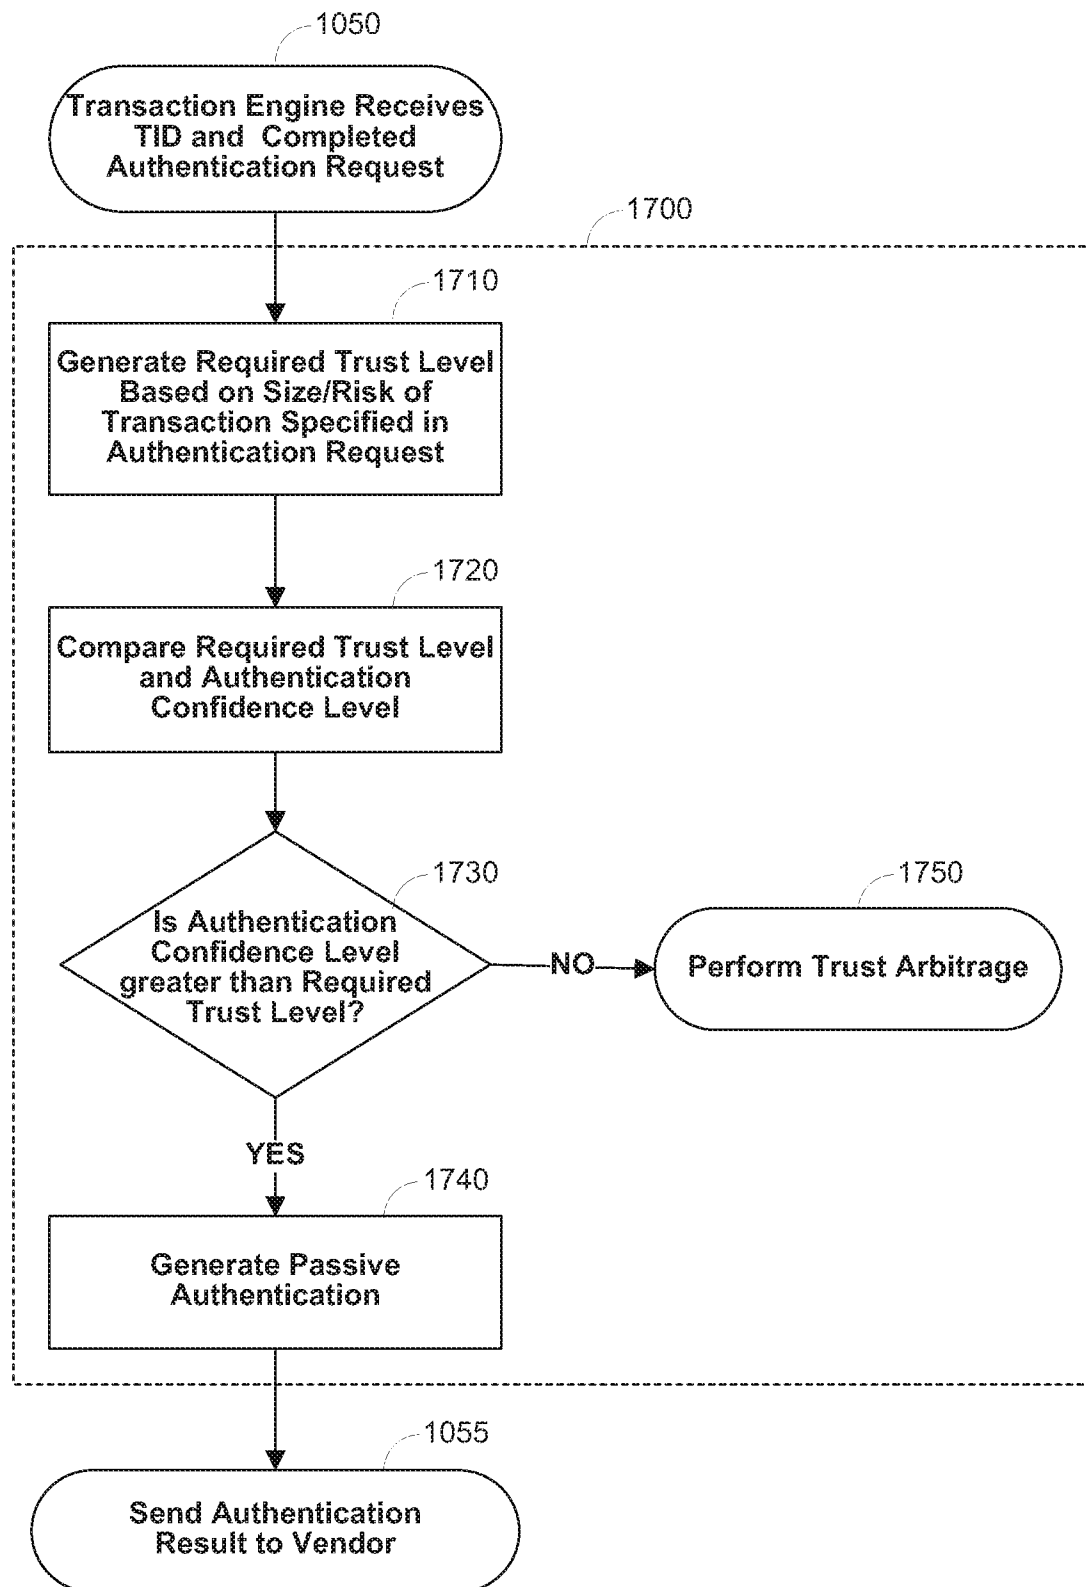 1050
Transaction Engine Receives
TID and Completed
Authentication Request
1700
1710
Generate Required Trust Level
Based on Size/Risk of
Transaction Specified in
Authentication Request
1720
Compare Required Trust Level
and Authentication
Confidence Level
1730
Is Authentication
Confidence Level
greater than Required
Trust Level?
NO
1750
Perform Trust Arbitrage
YES
1740
Generate Passive
Authentication
1055
Send Authentication
Result to Vendor